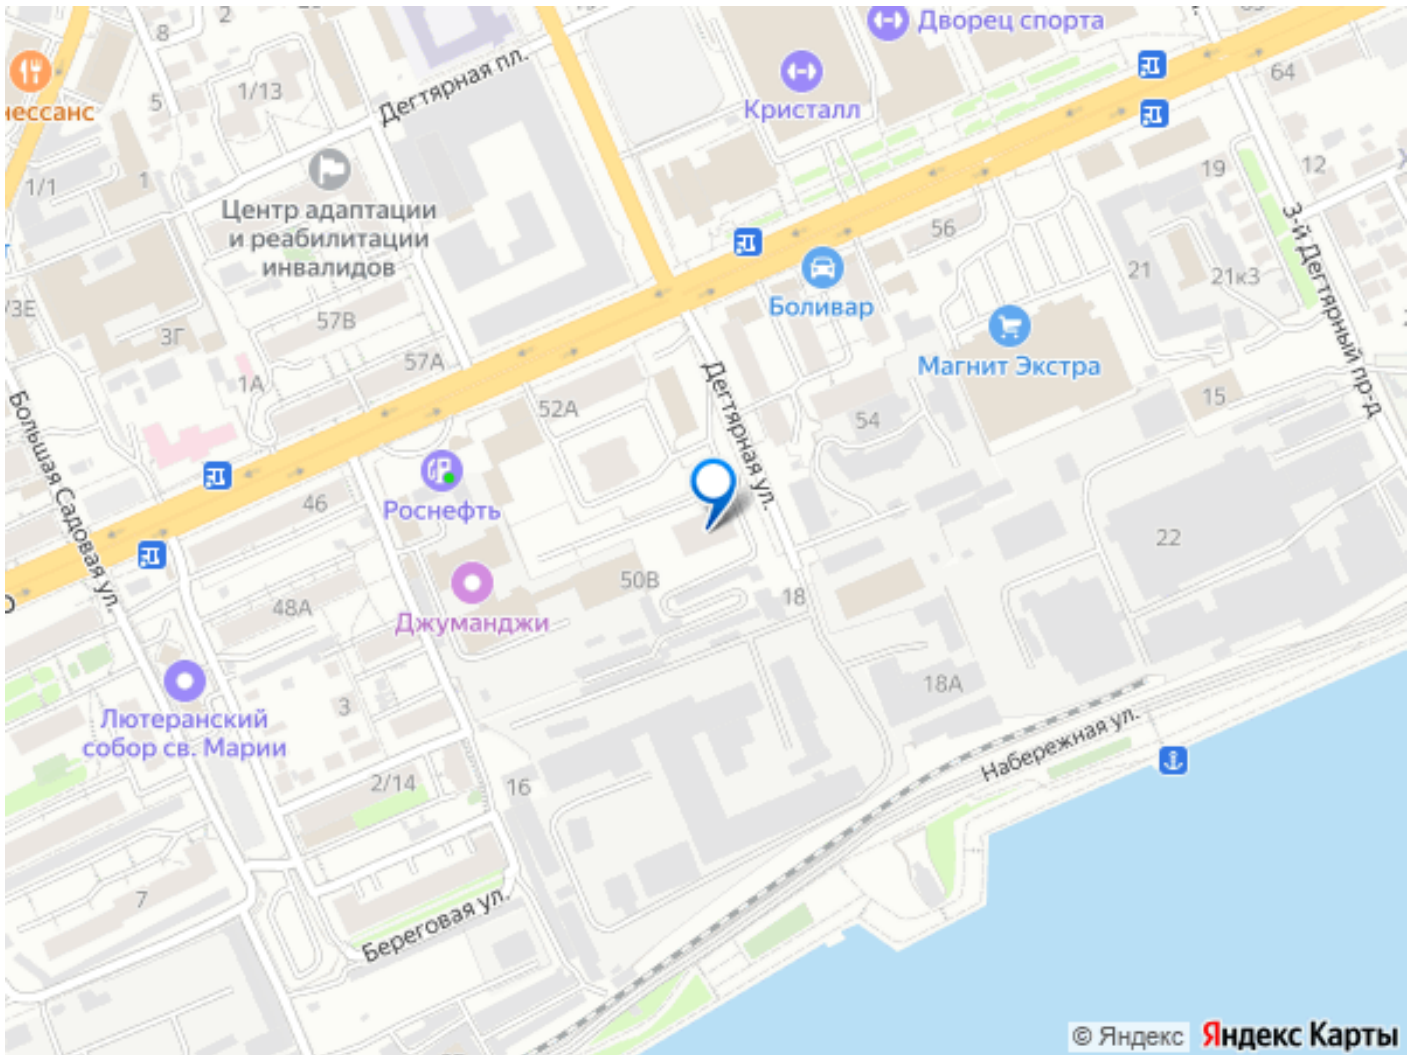 2
8
Дворец спорта
64
нессанс
5
1/13
Дегтярная пл.
Кристалл
1/1
1
Центр адаптации
и реабилитации
инвалидов
19
12
3-й Дегтярный пр-д
56
21
21к3
/3Е
3Г
57В
Боливар
57А
1А
Магнит Экстра
Большая Садовая ул.
52А
Дегтярная ул.
54
15
46
Роснефть
22
50В
48А
Джуманджи
18
18А
3
Лютеранский
собор св. Марии
Набережная ул.
2/14
16
7
Береговая ул.
© Яндекс Яндекс Карты